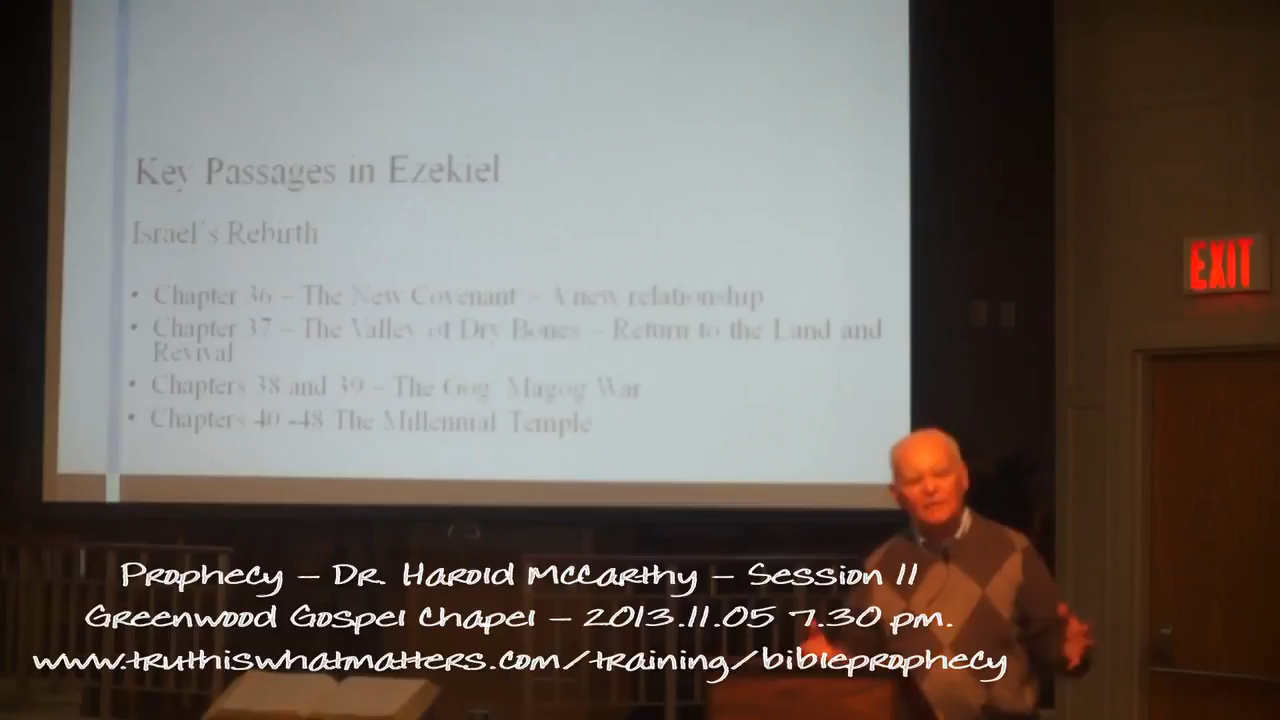 Key Passages in Ezekiel
Israel's Rebirth
• Chapter 36 – The New Covenant – A new relationship
• Chapter 37 – The Valley of Dry Bones – Return to the Land and
Revival
• Chapters 38 and 39 – The Gog Magog War
• Chapters 40 -48 The Millennial Temple
EXIT
Prophecy – Dr. Harold McCarthy – Session 11
Greenwood Gospel Chapel – 2013.11.05 7.30 pm.
www.truthiswhatmatters.com/training/bibleprophecy